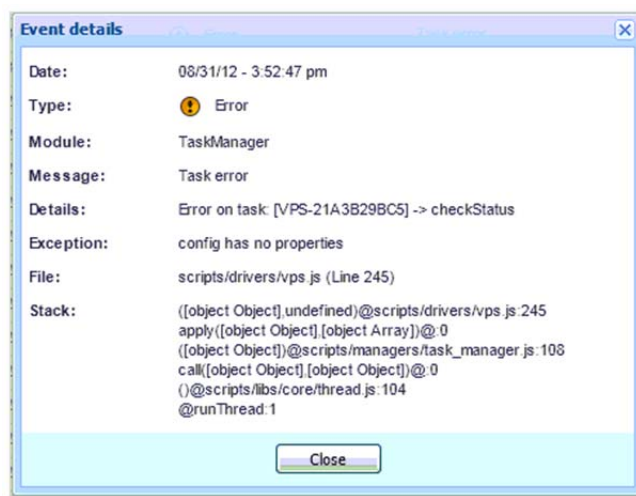 Event details
Date: 08/31/12 - 3:52:47 pm
Type: Error
Module: TaskManager
Message: Task error
Details: Error on task: [VPS-21A3B29BC5] -> checkStatus
Exception: config has no properties
File: scripts/drivers/vps.js (Line 245)
Stack: ([object Object],undefined)@scripts/drivers/vps.js:245
apply([object Object],[object Array])@:0
([object Object])@scripts/managers/task_manager.js:108
call([object Object],[object Object])@:0
()@scripts/libs/core/thread.js:104
@runThread:1
Close